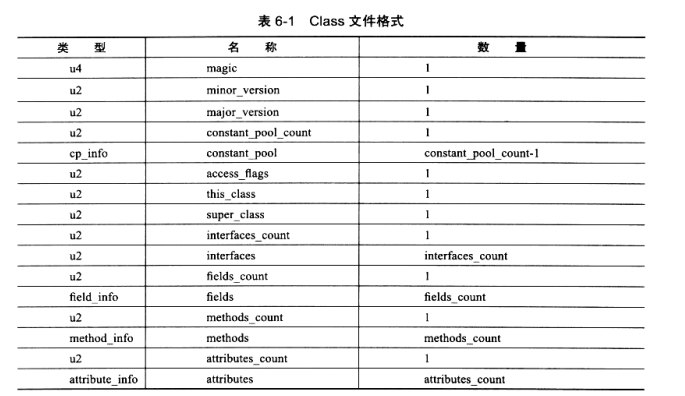 表 6-1 Class 文件格式
类 型 名 称 数 量
u4 magic 1
u2 minor_version 1
u2 major_version 1
u2 constant_pool_count 1
cp_info constant_pool constant_pool_count-1
u2 access_flags 1
u2 this_class 1
u2 super_class 1
u2 interfaces_count 1
u2 interfaces interfaces_count
u2 fields_count 1
field_info fields fields_count
u2 methods_count 1
method_info methods methods_count
u2 attributes_count 1
attribute_info attributes attributes_count